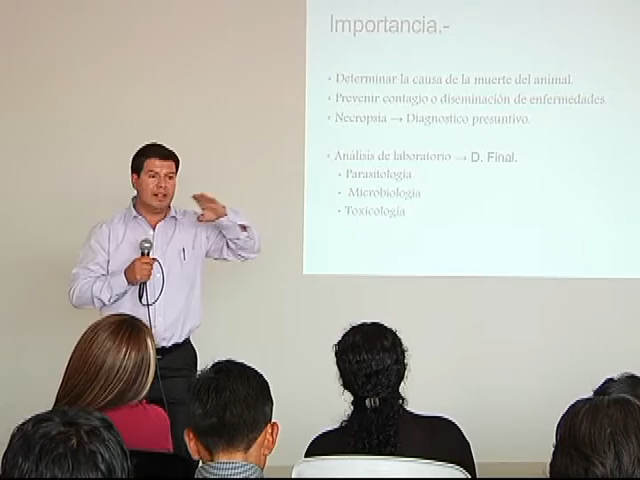 Importancia.-
• Determinar la causa de la muerte del animal.
• Prevenir contagio o diseminación de enfermedades.
• Necropsia → Diagnostico presuntivo.
• Análisis de laboratorio → D. Final.
• Parasitología
• Microbiología
• Toxicología